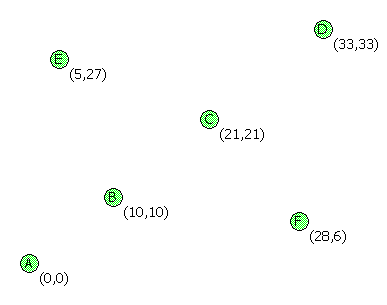 D
(33,33)
E
(5,27)
C
(21,21)
B
(10,10)
F
(28,6)
A
(0,0)